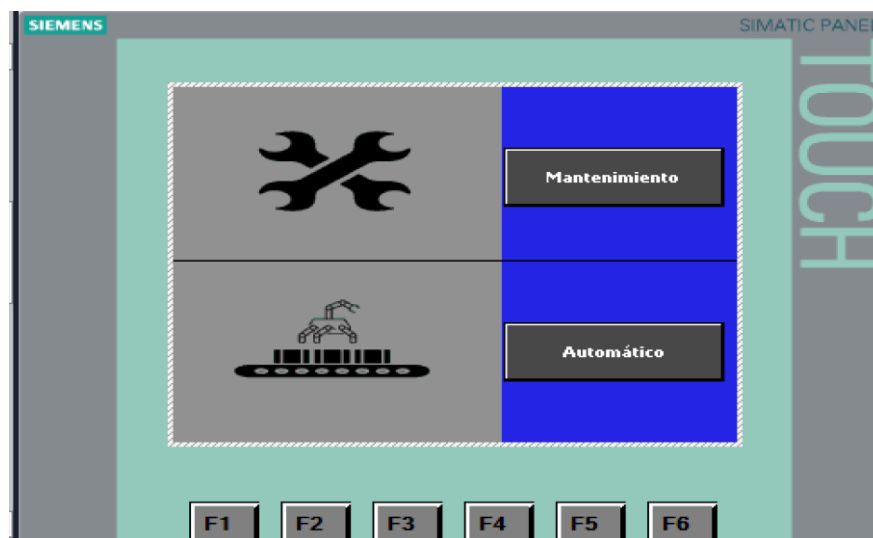 SIEMENS
SIMATIC PANEL
TOUCH
Mantenimiento
Automático
F1 F2 F3 F4 F5 F6